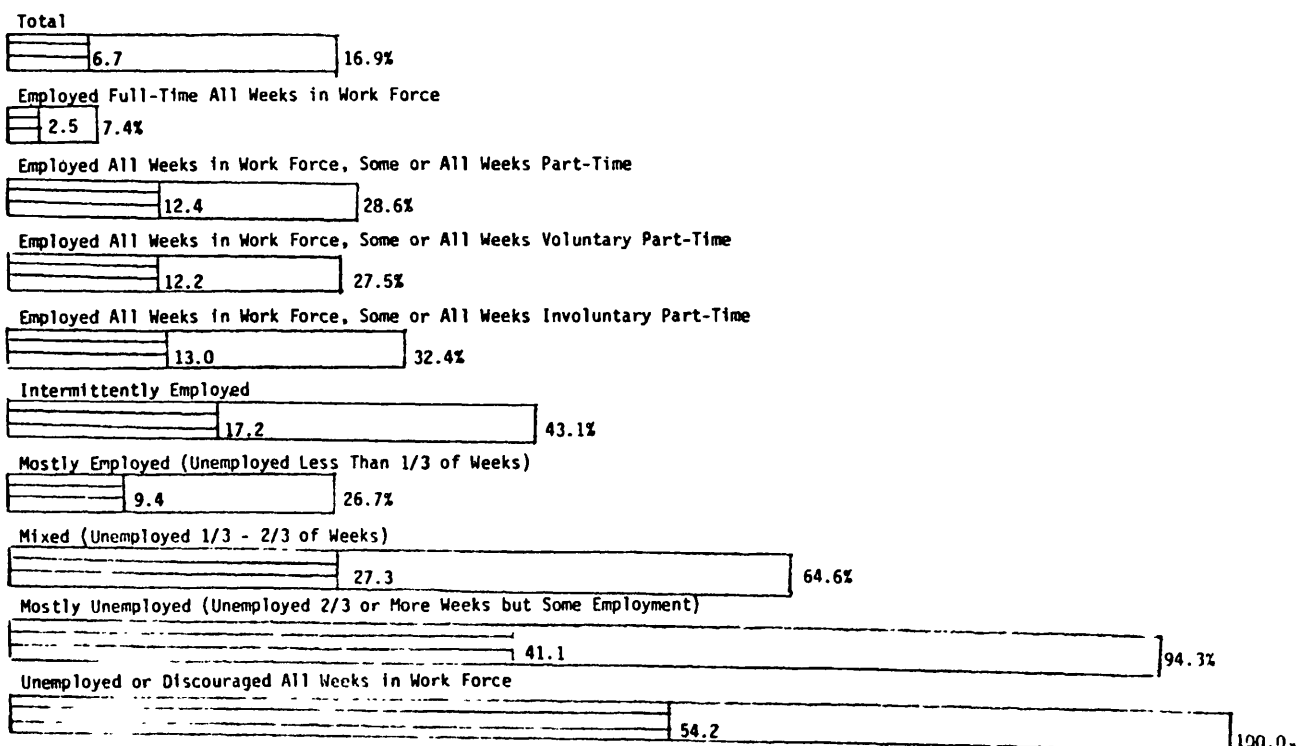 Total
6.7 16.9%
Employed Full-Time All Weeks in Work Force
2.5 7.4%
Employed All Weeks in Work Force, Some or All Weeks Part-Time
12.4 28.6%
Employed All Weeks in Work Force, Some or All Weeks Voluntary Part-Time
12.2 27.5%
Employed All Weeks in Work Force, Some or All Weeks Involuntary Part-Time
13.0 32.4%
Intermittently Employed
17.2 43.1%
Mostly Employed (Unemployed Less Than 1/3 of Weeks)
9.4 26.7%
Mixed (Unemployed 1/3 - 2/3 of Weeks)
27.3 64.6%
Mostly Unemployed (Unemployed 2/3 or More Weeks but Some Employment)
41.1 94.3%
Unemployed or Discouraged All Weeks in Work Force
54.2 100.0